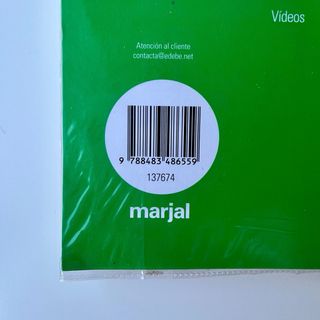 Vídeos
Atención al cliente
contacta@edebe.net
9 788483 486559
137674
marjal